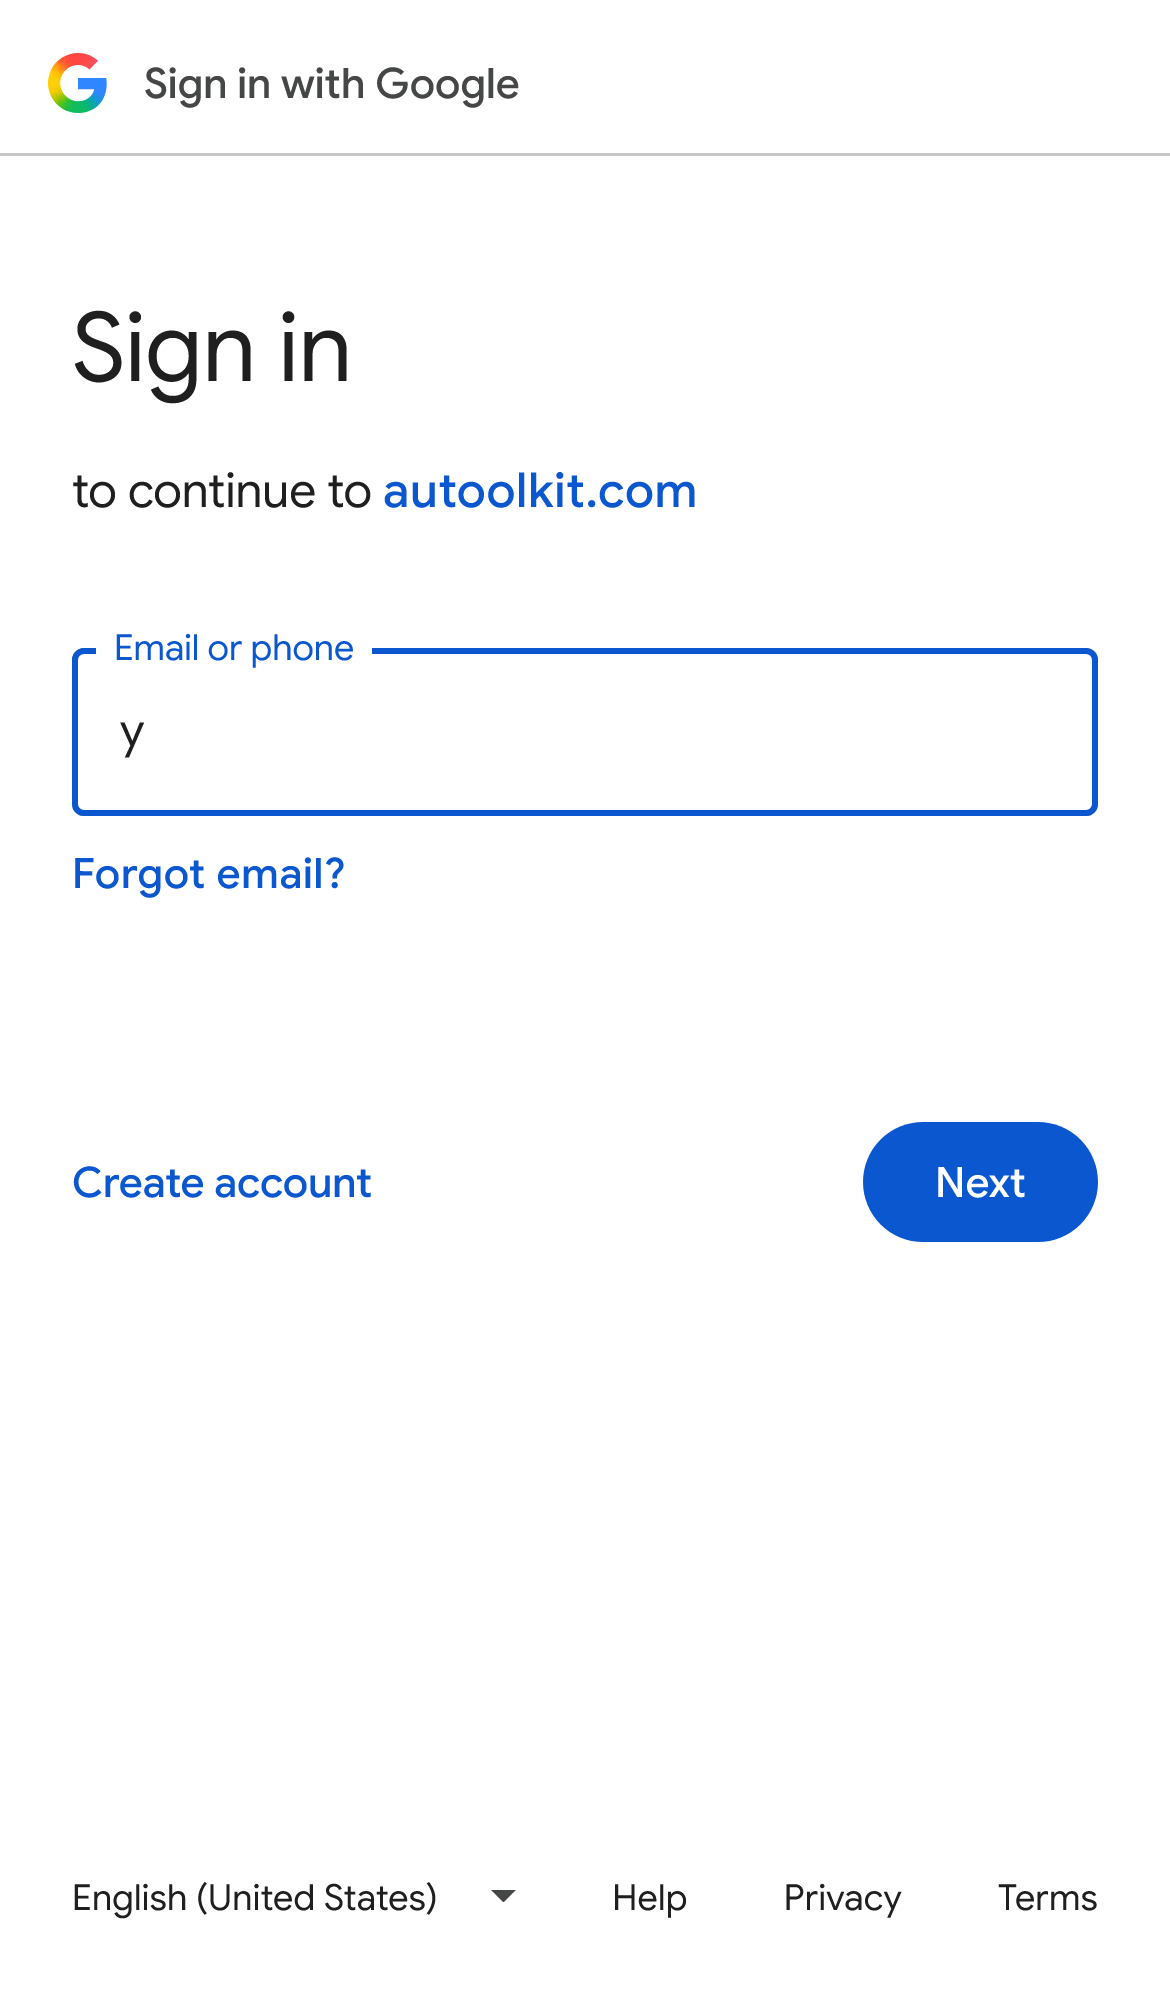 Sign in with Google
Sign in
to continue to autoolkit.com
Email or phone
y
Forgot email?
Create account
Next
English (United States)
Help
Privacy
Terms